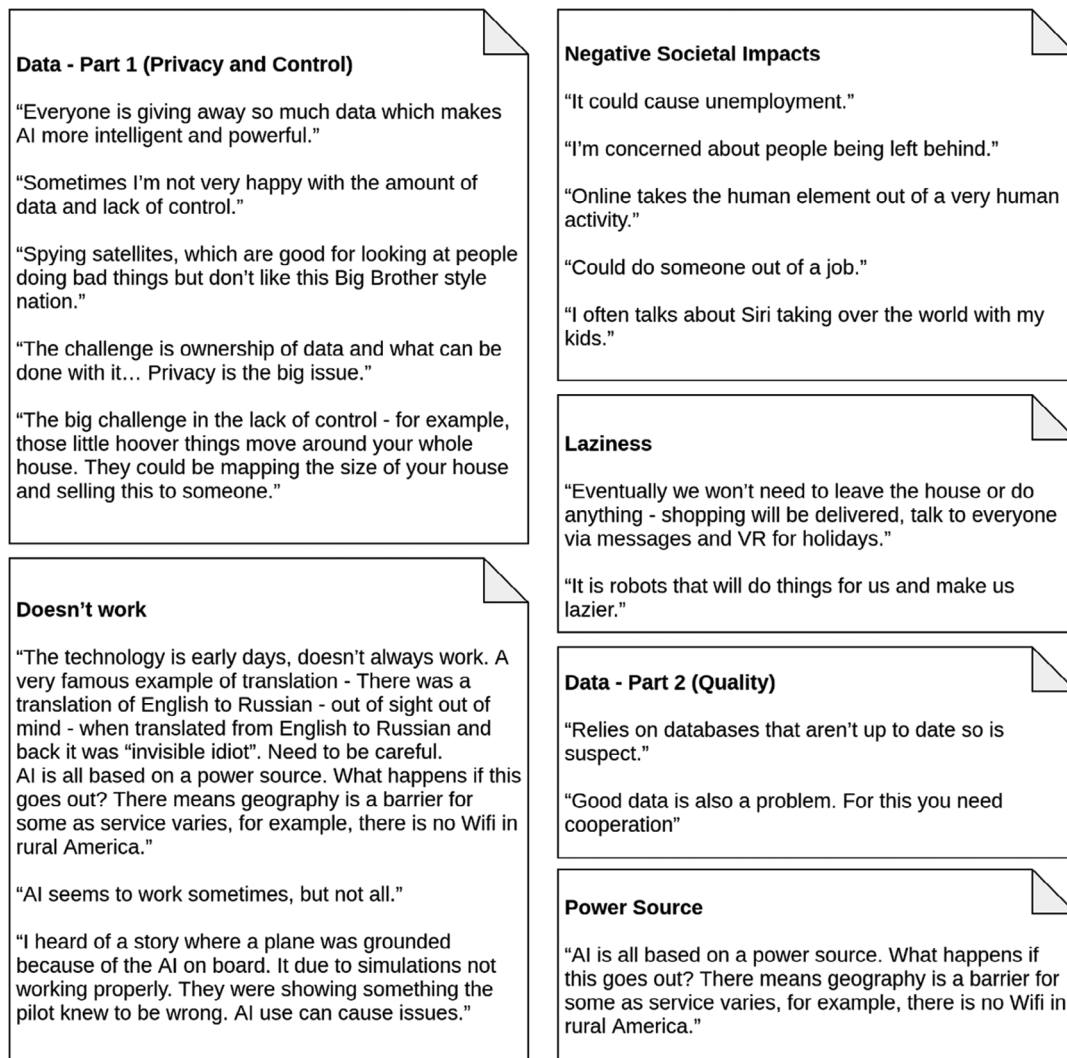 Data - Part 1 (Privacy and Control)
“Everyone is giving away so much data which makes
AI more intelligent and powerful.”
“Sometimes I’m not very happy with the amount of
data and lack of control.”
“Spying satellites, which are good for looking at people
doing bad things but don’t like this Big Brother style
nation.”
“The challenge is ownership of data and what can be
done with it… Privacy is the big issue.”
“The big challenge in the lack of control - for example,
those little hoover things move around your whole
house. They could be mapping the size of your house
and selling this to someone.”
Doesn’t work
“The technology is early days, doesn’t always work. A
very famous example of translation - There was a
translation of English to Russian - out of sight out of
mind - when translated from English to Russian and
back it was “invisible idiot”. Need to be careful.
AI is all based on a power source. What happens if this
goes out? There means geography is a barrier for
some as service varies, for example, there is no Wifi in
rural America.”
“AI seems to work sometimes, but not all.”
“I heard of a story where a plane was grounded
because of the AI on board. It due to simulations not
working properly. They were showing something the
pilot knew to be wrong. AI use can cause issues.”
Negative Societal Impacts
“It could cause unemployment.”
“I’m concerned about people being left behind.”
“Online takes the human element out of a very human
activity.”
“Could do someone out of a job.”
“I often talks about Siri taking over the world with my
kids.”
Laziness
“Eventually we won’t need to leave the house or do
anything - shopping will be delivered, talk to everyone
via messages and VR for holidays.”
“It is robots that will do things for us and make us
lazier.”
Data - Part 2 (Quality)
“Relies on databases that aren’t up to date so is
suspect.”
“Good data is also a problem. For this you need
cooperation”
Power Source
“AI is all based on a power source. What happens if
this goes out? There means geography is a barrier for
some as service varies, for example, there is no Wifi in
rural America.”